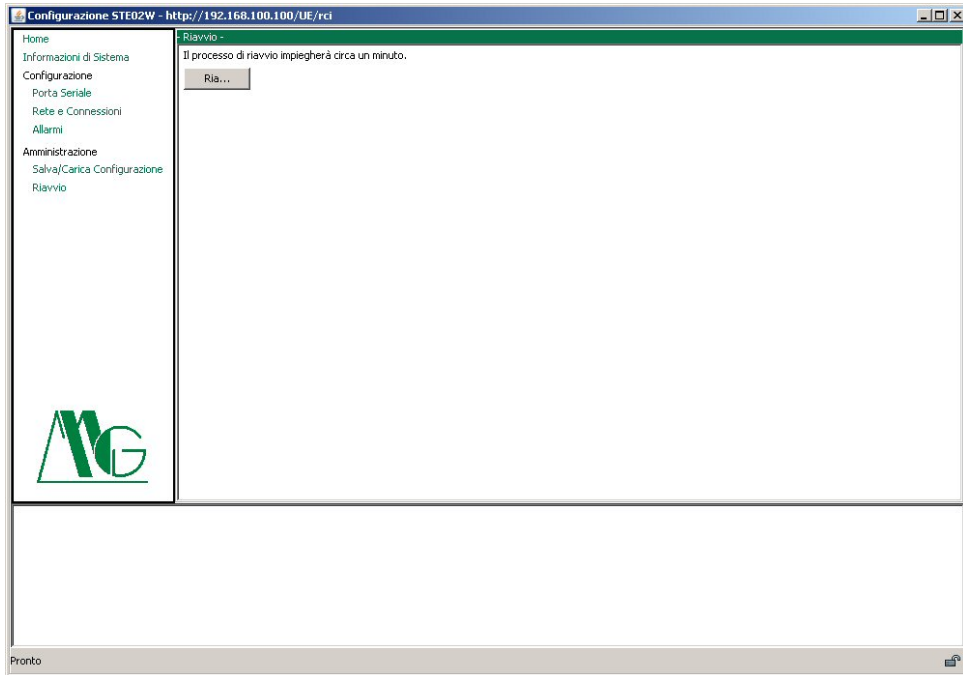 Configurazione STE02W - http://192.168.100.100/UE/rci
Home
Informazioni di Sistema
Configurazione
Porta Seriale
Rete e Connessioni
Allarmi
Amministrazione
Salva/Carica Configurazione
Riavvio
- Riavvio -
Il processo di riavvio impiegherà circa un minuto.
Ria...
MG
Pronto